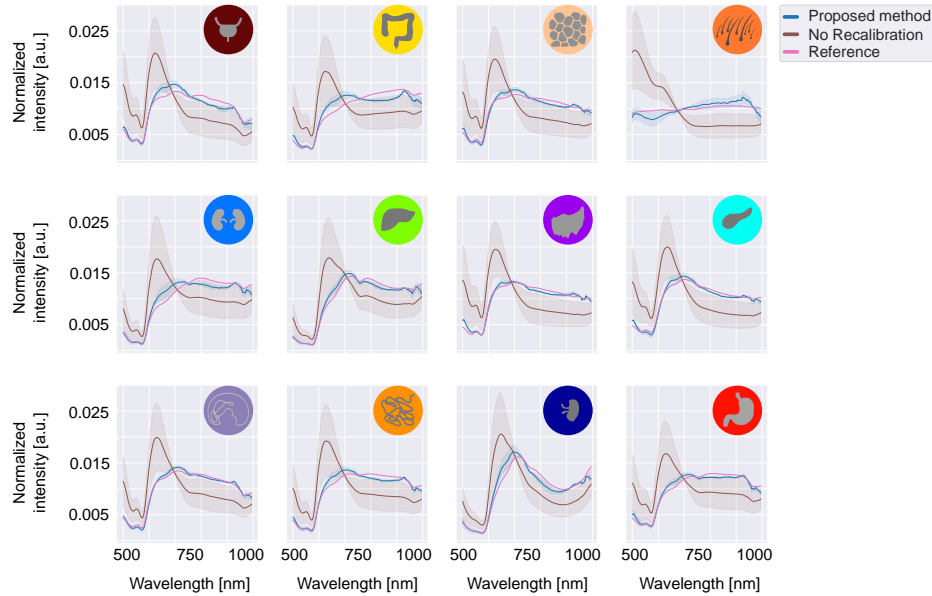 Proposed method
No Recalibration
Reference
Normalized
intensity [a.u.]
0.025
0.015
0.005
Normalized
intensity [a.u.]
0.025
0.015
0.005
Normalized
intensity [a.u.]
0.025
0.015
0.005
500 750 1000 500 750 1000 500 750 1000 500 750 1000
Wavelength [nm] Wavelength [nm] Wavelength [nm] Wavelength [nm]